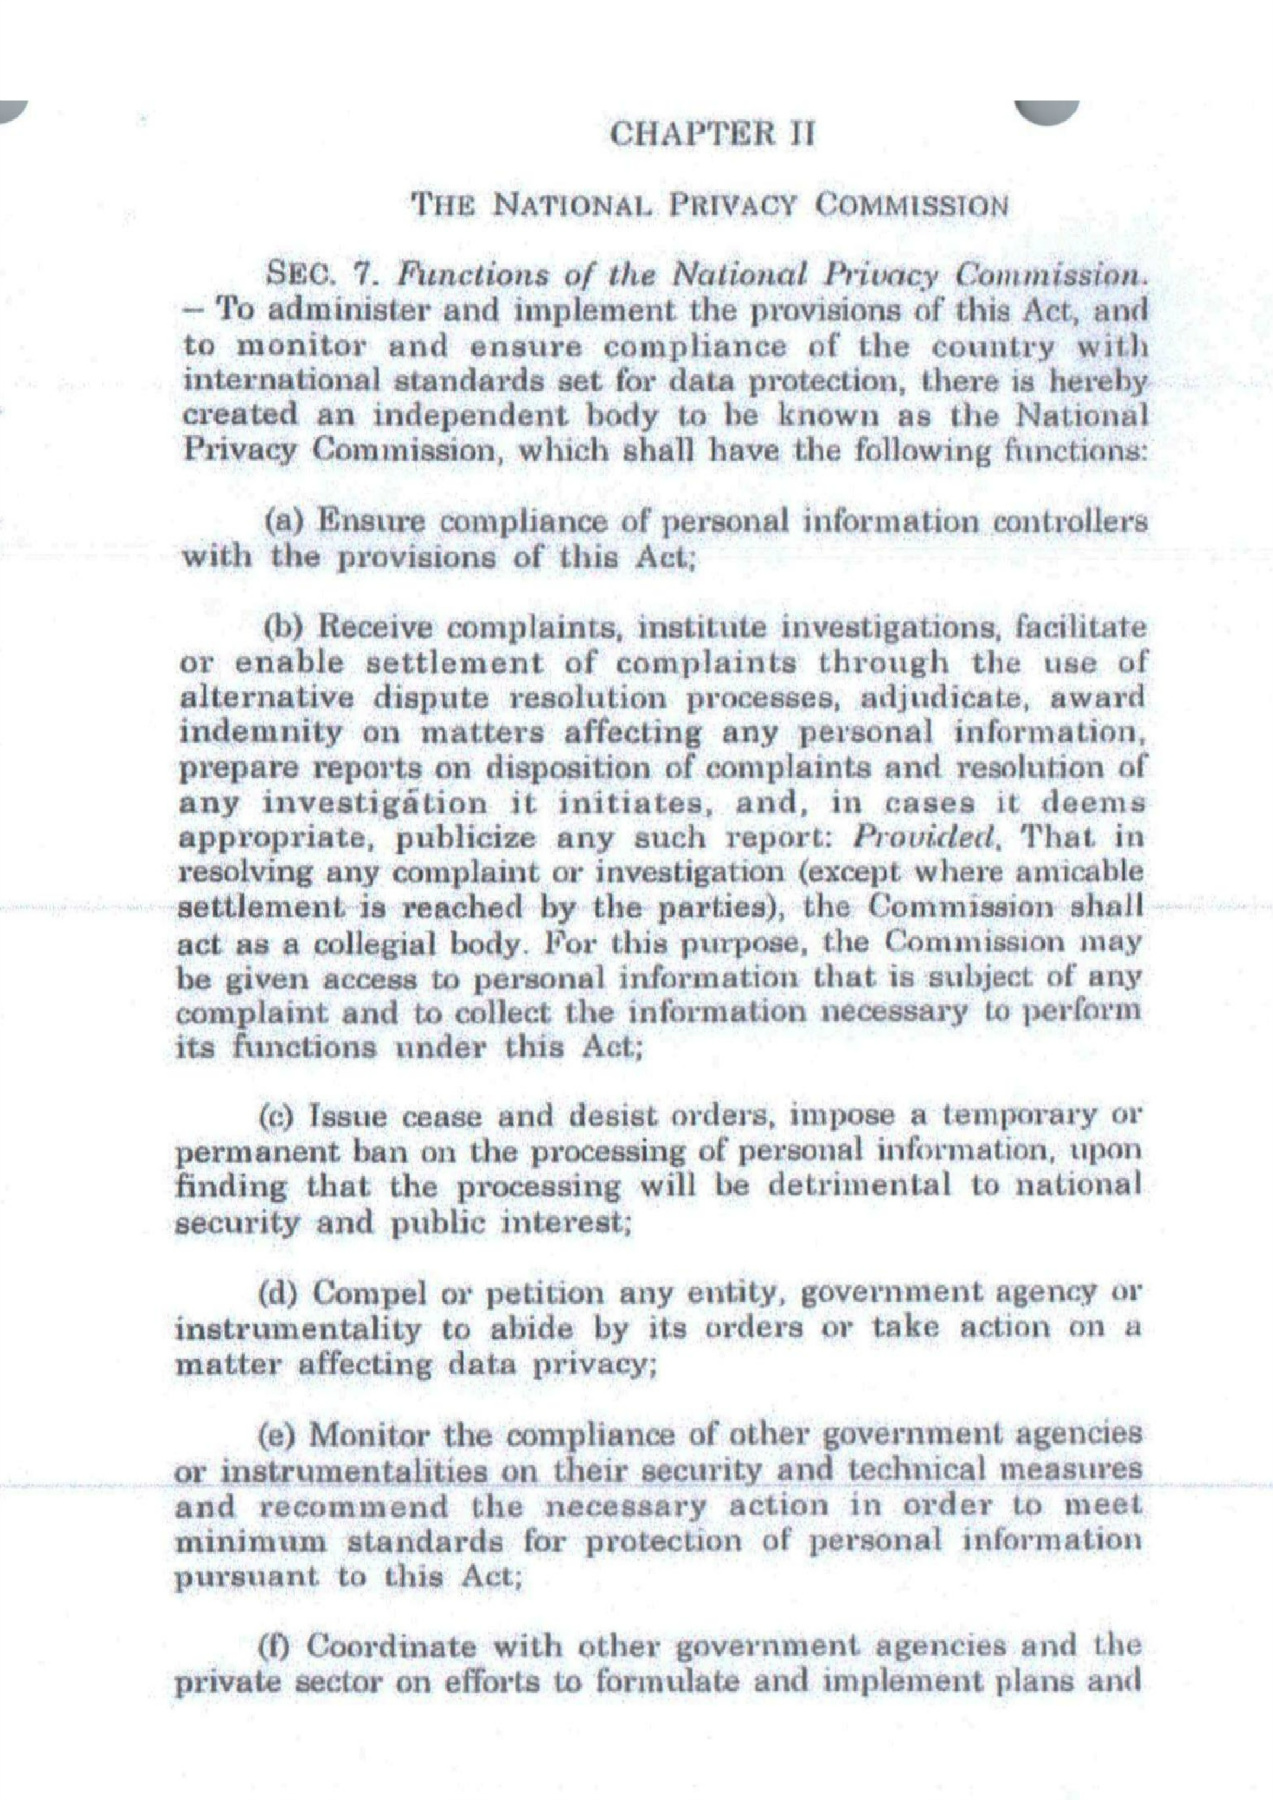 CHAPTER II
THE NATIONAL PRIVACY COMMISSION
SEC. 7. Functions of the National Privacy Commission.
– To administer and implement the provisions of this Act, and
to monitor and ensure compliance of the country with
international standards set for data protection, there is hereby
created an independent body to be known as the National
Privacy Commission, which shall have the following functions:
(a) Ensure compliance of personal information controllers
with the provisions of this Act;
(b) Receive complaints, institute investigations, facilitate
or enable settlement of complaints through the use of
alternative dispute resolution processes, adjudicate, award
indemnity on matters affecting any personal information,
prepare reports on disposition of complaints and resolution of
any investigation it initiates, and, in cases it deems
appropriate, publicize any such report: Provided, That in
resolving any complaint or investigation (except where amicable
settlement is reached by the parties), the Commission shall
act as a collegial body. For this purpose, the Commission may
be given access to personal information that is subject of any
complaint and to collect the information necessary to perform
its functions under this Act;
(c) Issue cease and desist orders, impose a temporary or
permanent ban on the processing of personal information, upon
finding that the processing will be detrimental to national
security and public interest;
(d) Compel or petition any entity, government agency or
instrumentality to abide by its orders or take action on a
matter affecting data privacy;
(e) Monitor the compliance of other government agencies
or instrumentalities on their security and technical measures
and recommend the necessary action in order to meet
minimum standards for protection of personal information
pursuant to this Act;
(f) Coordinate with other government agencies and the
private sector on efforts to formulate and implement plans and